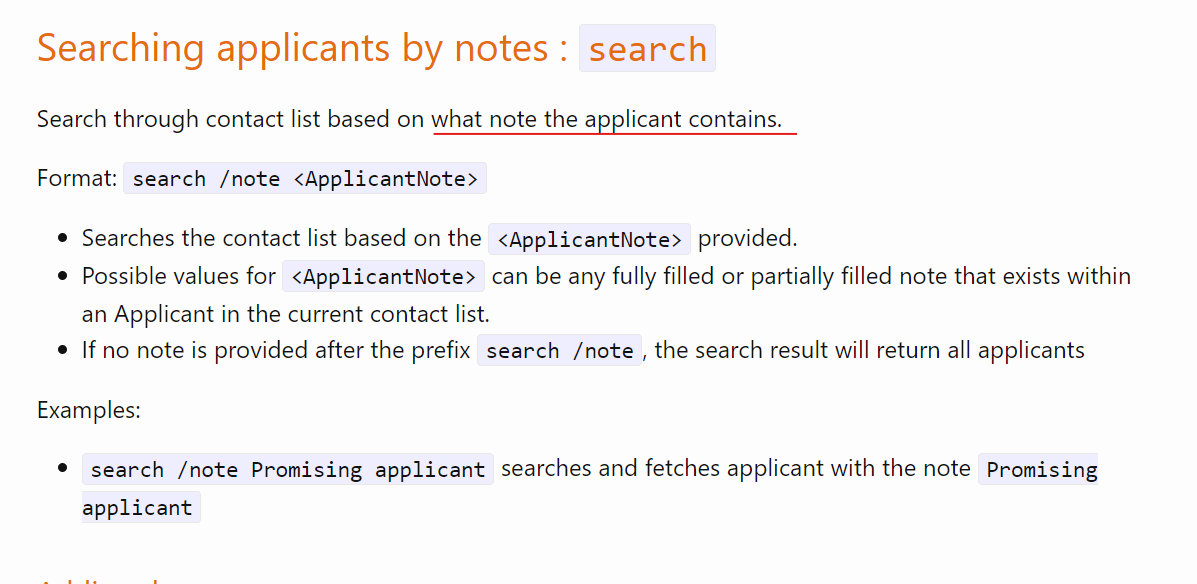 Searching applicants by notes : search
Search through contact list based on what note the applicant contains.
Format: search /note <ApplicantNote>
Searches the contact list based on the <ApplicantNote> provided.
Possible values for <ApplicantNote> can be any fully filled or partially filled note that exists within
an Applicant in the current contact list.
If no note is provided after the prefix search /note, the search result will return all applicants
Examples:
search /note Promising applicant searches and fetches applicant with the note Promising
applicant